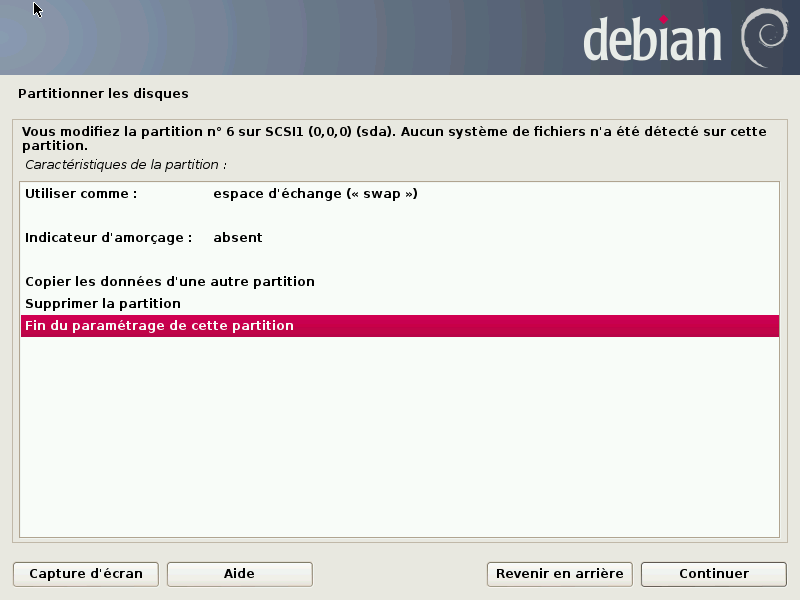 debian
Partitionner les disques
Vous modifiez la partition n° 6 sur SCSI1 (0,0,0) (sda). Aucun système de fichiers n'a été détecté sur cette
partition.
Caractéristiques de la partition :
Utiliser comme : espace d'échange (« swap »)
Indicateur d'amorçage : absent
Copier les données d'une autre partition
Supprimer la partition
Fin du paramétrage de cette partition
Capture d'écran Aide Revenir en arrière Continuer